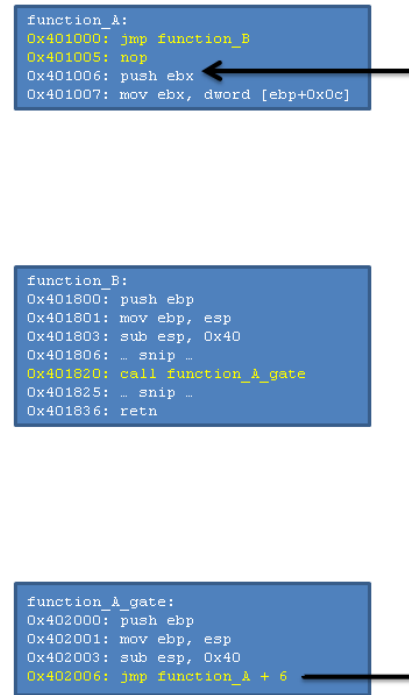 function_A:
0x401000: jmp function_B
0x401005: nop
0x401006: push ebx
0x401007: mov ebx, dword [ebp+0x0c]
function_B:
0x401800: push ebp
0x401801: mov ebp, esp
0x401803: sub esp, 0x40
0x401806: … snip …
0x401820: call function_A_gate
0x401825: … snip …
0x401836: retn
function_A_gate:
0x402000: push ebp
0x402001: mov ebp, esp
0x402003: sub esp, 0x40
0x402006: jmp function_A + 6